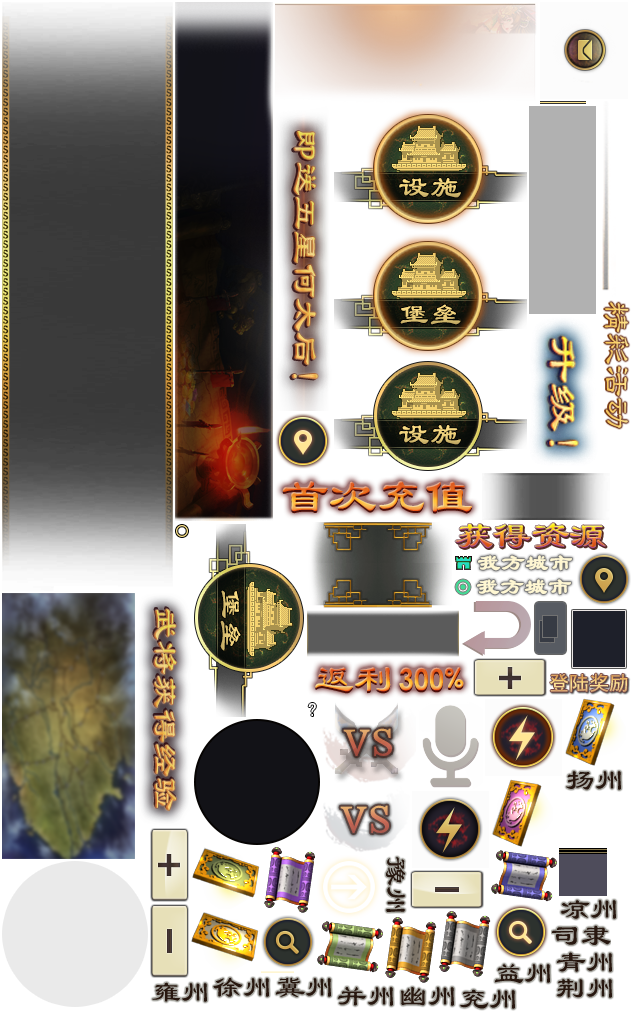 设施
即送五星何太后！
堡垒
精彩活动
升级！
设施
首次充值
获得资源
我方城市
我方城市
堡垒
武将获得经验
返利300%
登陆奖励
?
VS
扬州
VS
豫州
凉州
司隶
益州
青州
雍州
徐州
冀州
并州
幽州
兖州
荆州